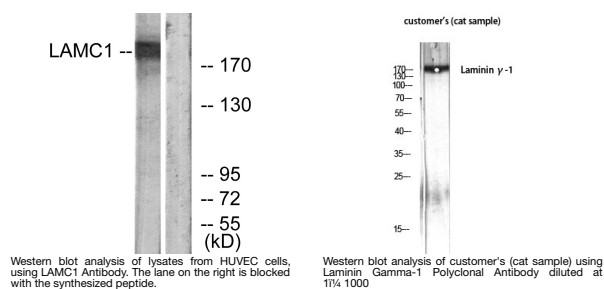 LAMC1 --
-- 170
-- 130
-- 95
-- 72
-- 55
(kD)
Western blot analysis of lysates from HUVEC cells,
using LAMC1 Antibody. The lane on the right is blocked
with the synthesized peptide.
customer's (cat sample)
170—
130—
100—
70—
55—
40—
35—
25—
15—
Laminin γ -1
Western blot analysis of customer's (cat sample) using
Laminin Gamma-1 Polyclonal Antibody diluted at
1ï¼ 1000